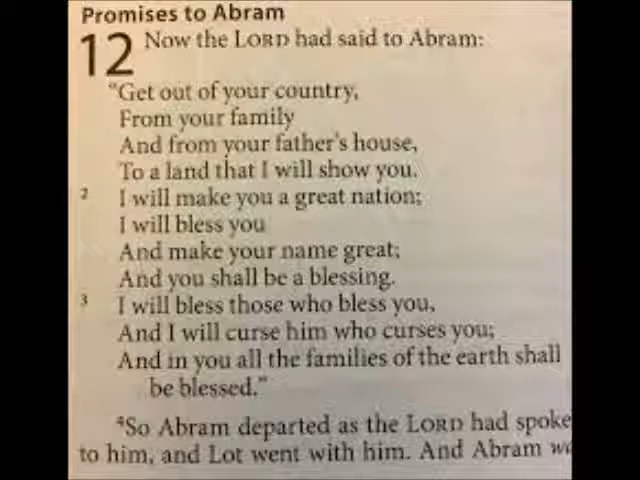 Promises to Abram
12 Now the LORD had said to Abram:
"Get out of your country,
From your family
And from your father's house,
To a land that I will show you.
2 I will make you a great nation;
I will bless you
And make your name great;
And you shall be a blessing.
3 I will bless those who bless you,
And I will curse him who curses you;
And in you all the families of the earth shall
be blessed."
4So Abram departed as the LORD had spoke
to him, and Lot went with him. And Abram